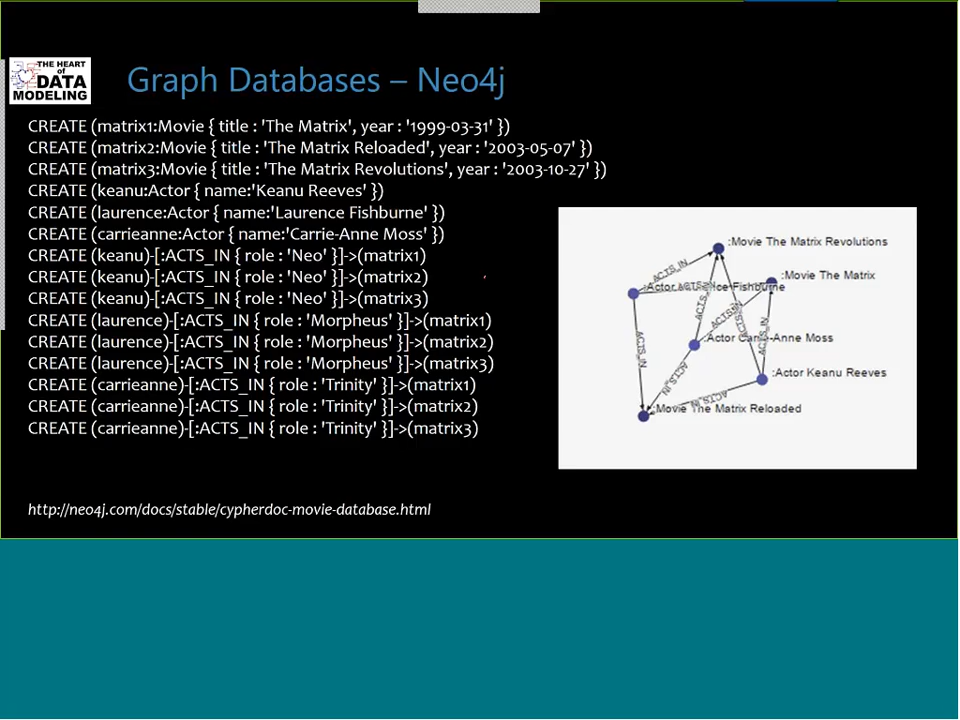 THE HEART
of
DATA
MODELING
Graph Databases – Neo4j
CREATE (matrix1:Movie { title : 'The Matrix', year : '1999-03-31' })
CREATE (matrix2:Movie { title : 'The Matrix Reloaded', year : '2003-05-07' })
CREATE (matrix3:Movie { title : 'The Matrix Revolutions', year : '2003-10-27' })
CREATE (keanu:Actor { name:'Keanu Reeves' })
CREATE (laurence:Actor { name:'Laurence Fishburne' })
CREATE (carrieanne:Actor { name:'Carrie-Anne Moss' })
CREATE (keanu)-[:ACTS_IN { role : 'Neo' }]->(matrix1)
CREATE (keanu)-[:ACTS_IN { role : 'Neo' }]->(matrix2)
CREATE (keanu)-[:ACTS_IN { role : 'Neo' }]->(matrix3)
CREATE (laurence)-[:ACTS_IN { role : 'Morpheus' }]->(matrix1)
CREATE (laurence)-[:ACTS_IN { role : 'Morpheus' }]->(matrix2)
CREATE (laurence)-[:ACTS_IN { role : 'Morpheus' }]->(matrix3)
CREATE (carrieanne)-[:ACTS_IN { role : 'Trinity' }]->(matrix1)
CREATE (carrieanne)-[:ACTS_IN { role : 'Trinity' }]->(matrix2)
CREATE (carrieanne)-[:ACTS_IN { role : 'Trinity' }]->(matrix3)
:Movie The Matrix Revolutions
ACTS_IN
:Movie The Matrix
:Actor
ACTS_IN
Fishburne
ACTS_IN
ACTS_IN
ACTS_IN
ACTS_IN
ACTS_IN
:Actor
Anne Moss
ACTS_IN
:Actor Keanu Reeves
ACTS_IN
:Movie The Matrix Reloaded
http://neo4j.com/docs/stable/cypherdoc-movie-database.html